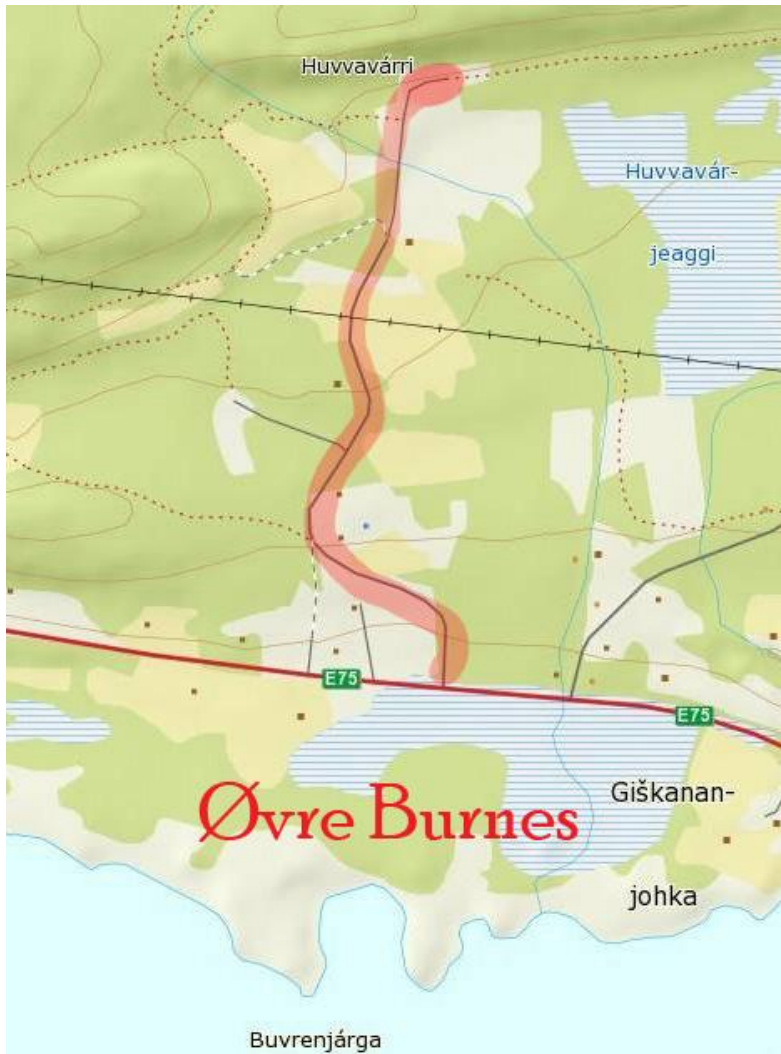 Huvvavárri
Huvvavár-
jeaggi
E75
E75
Giškanan-
johka
Øvre Burnes
Buvrenjárga